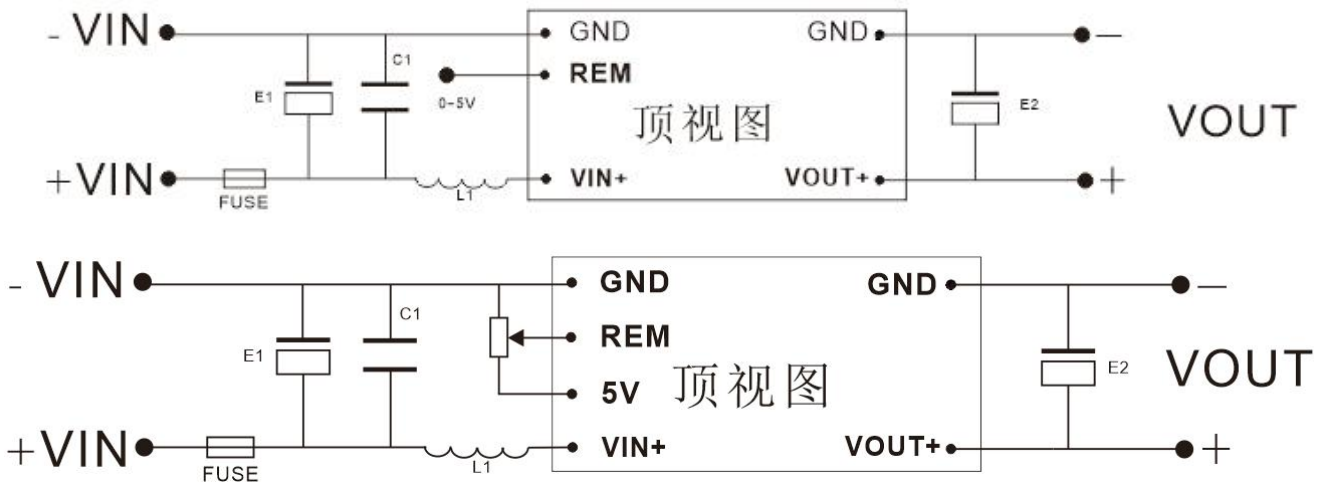 - VIN
GND
GND
—
C1
REM
E1
0-5V
E2
顶视图
VOUT
+VIN
VIN+
VOUT+
+
FUSE
L1
- VIN
GND
GND
—
C1
REM
E1
E2
VOUT
5V
顶视图
+VIN
VIN+
VOUT+
+
FUSE
L1